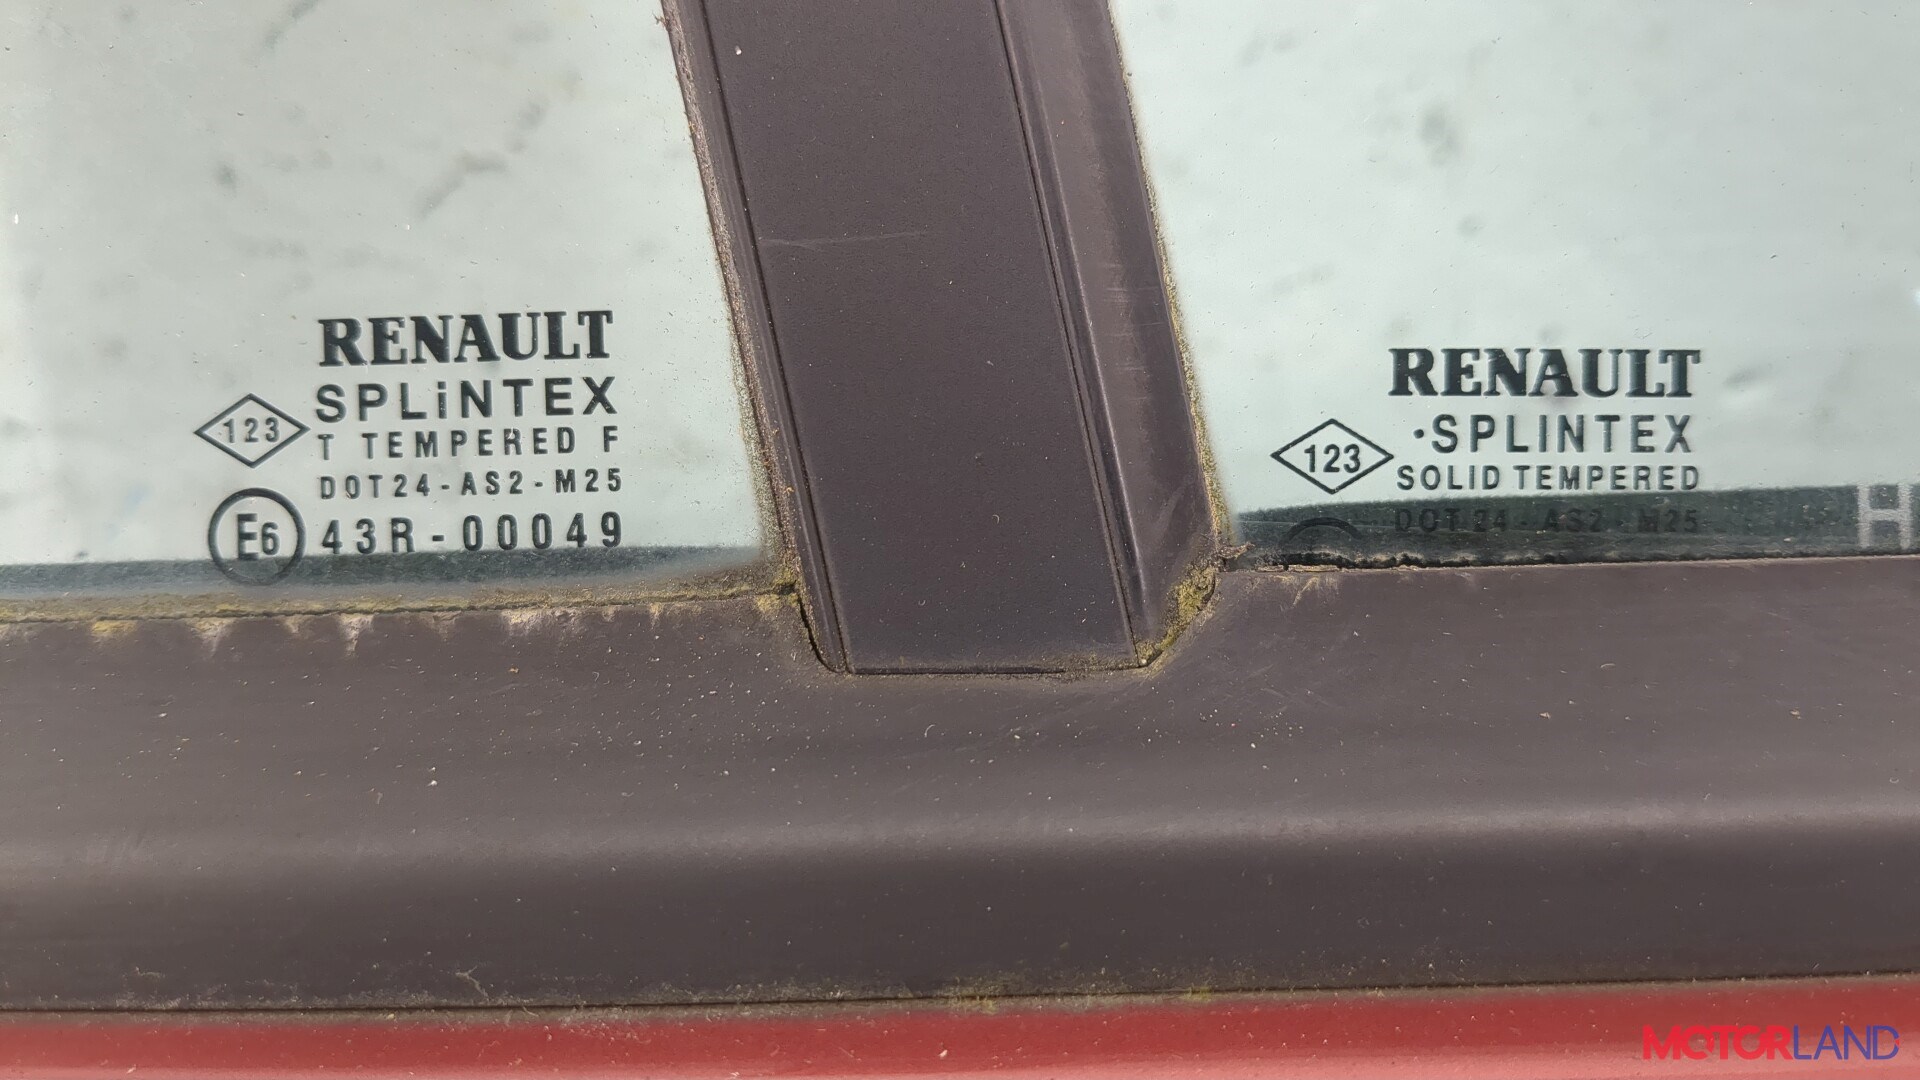 RENAULT
SPLiNTEX
123
T TEMPERED F
DOT24-AS2-M25
E6 43R-00049
RENAULT
·SPLINTEX
123
SOLID TEMPERED
DOT 24-AS2-M25
H
MOTORLAND